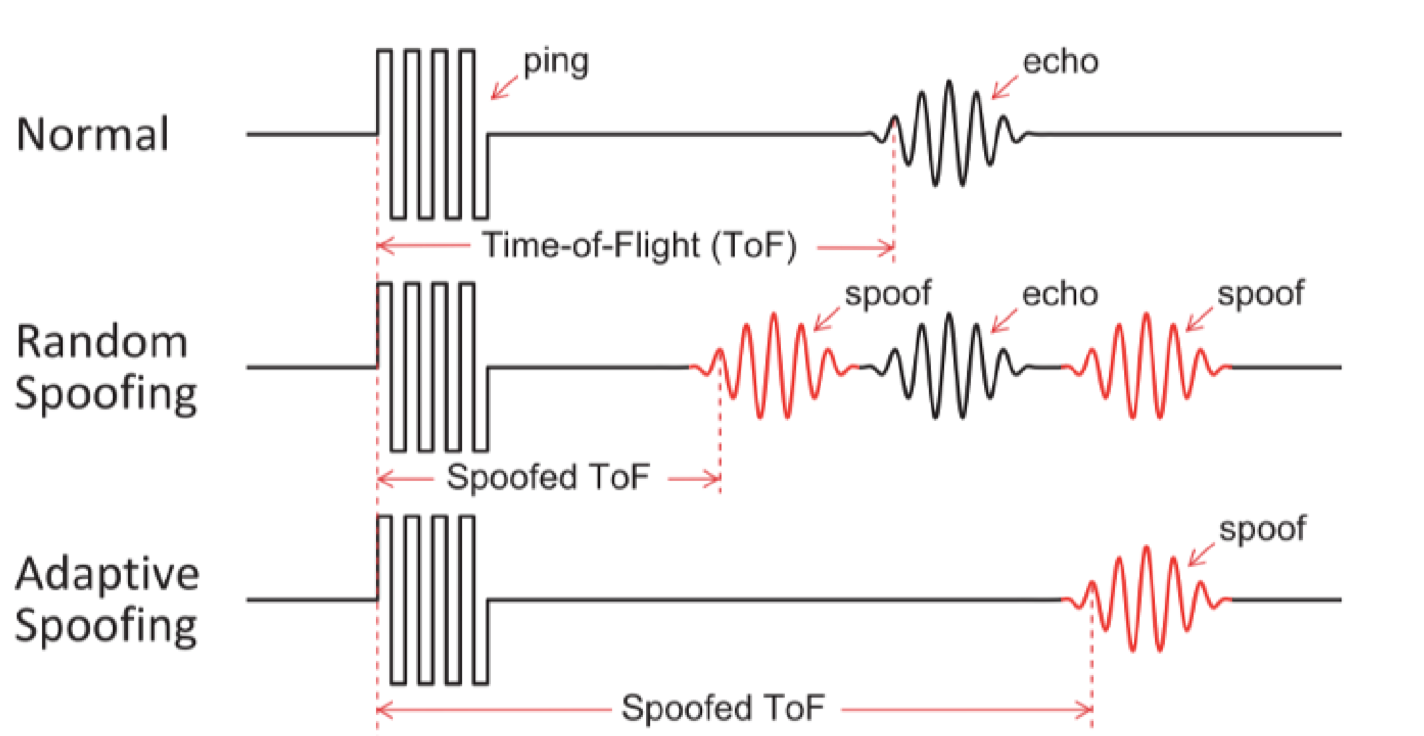 ping
echo
Normal
Time-of-Flight (ToF)
spoof
echo
spoof
Random
Spoofing
Spoofed ToF
spoof
Adaptive
Spoofing
Spoofed ToF